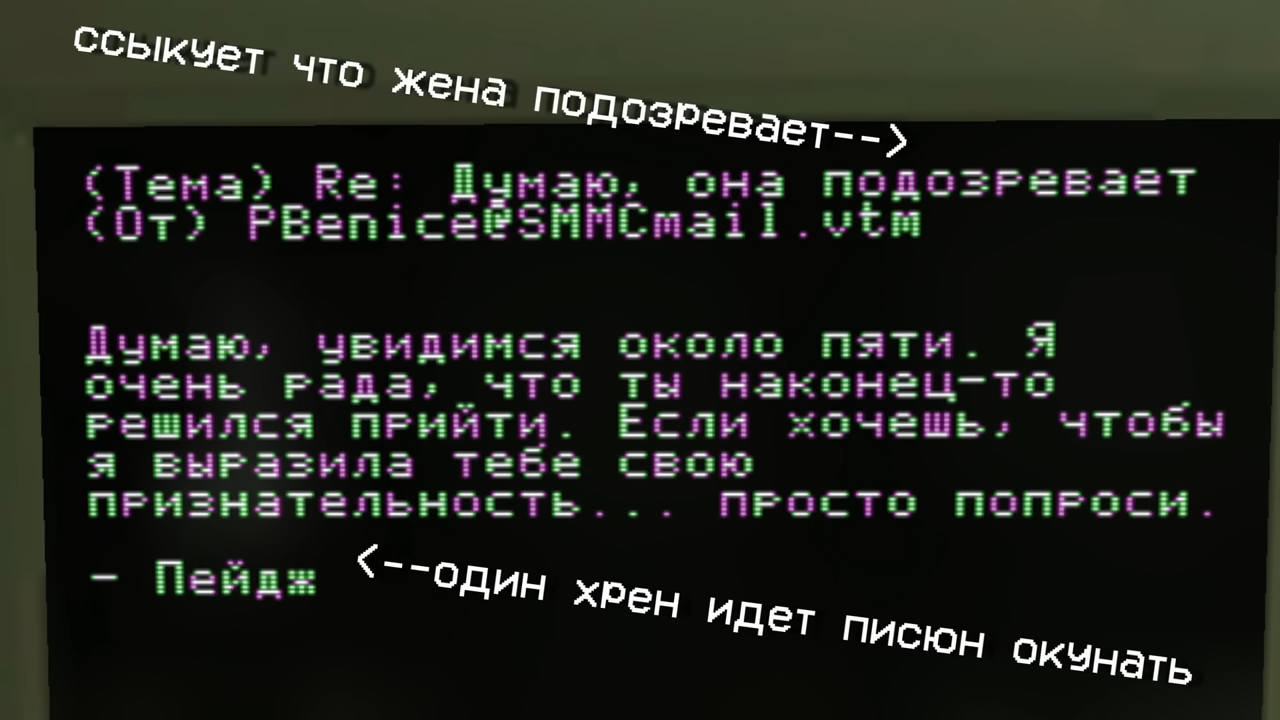 ссыкует что жена подозревает-->
(Тема) Re: Думаю, она подозревает
(От) PBenice@SMMCmail.vtm
Думаю, увидимся около пяти. Я
очень рада, что ты наконец-то
решился прийти. Если хочешь, чтобы
я выразила тебе свою
признательность... просто попроси.
- Пейдж
<--один хрен идет писюн окунать